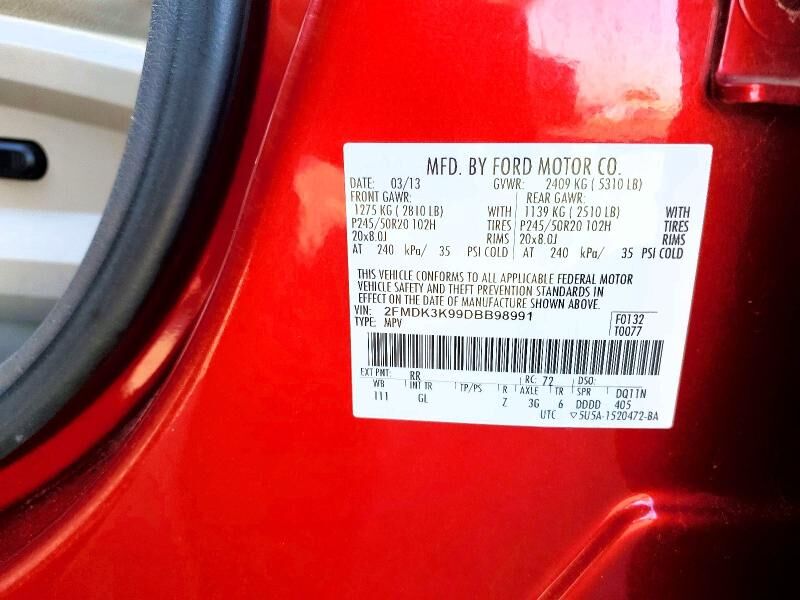 MFD. BY FORD MOTOR CO.
DATE: 03/13 GVWR: 2409 KG ( 5310 LB)
FRONT GAWR: REAR GAWR:
1275 KG ( 2810 LB) WITH 1139 KG ( 2510 LB) WITH
P245/50R20 102H TIRES P245/50R20 102H TIRES
20x8.0J RIMS 20x8.0J RIMS
AT 240 kPa/ 35 PSI COLD AT 240 kPa/ 35 PSI COLD
THIS VEHICLE CONFORMS TO ALL APPLICABLE FEDERAL MOTOR
VEHICLE SAFETY AND THEFT PREVENTION STANDARDS IN
EFFECT ON THE DATE OF MANUFACTURE SHOWN ABOVE.
VIN: 2FMDK3K99DBB98991 F0132
TYPE: MPV T0077
EXT PNT: RR RC: 72 DSO:
WB INT TR TP/PS R AXLE TR SPR DQ11N
111 GL Z 3G 6 DDDD 405
UTC 5U5A-1520472-BA